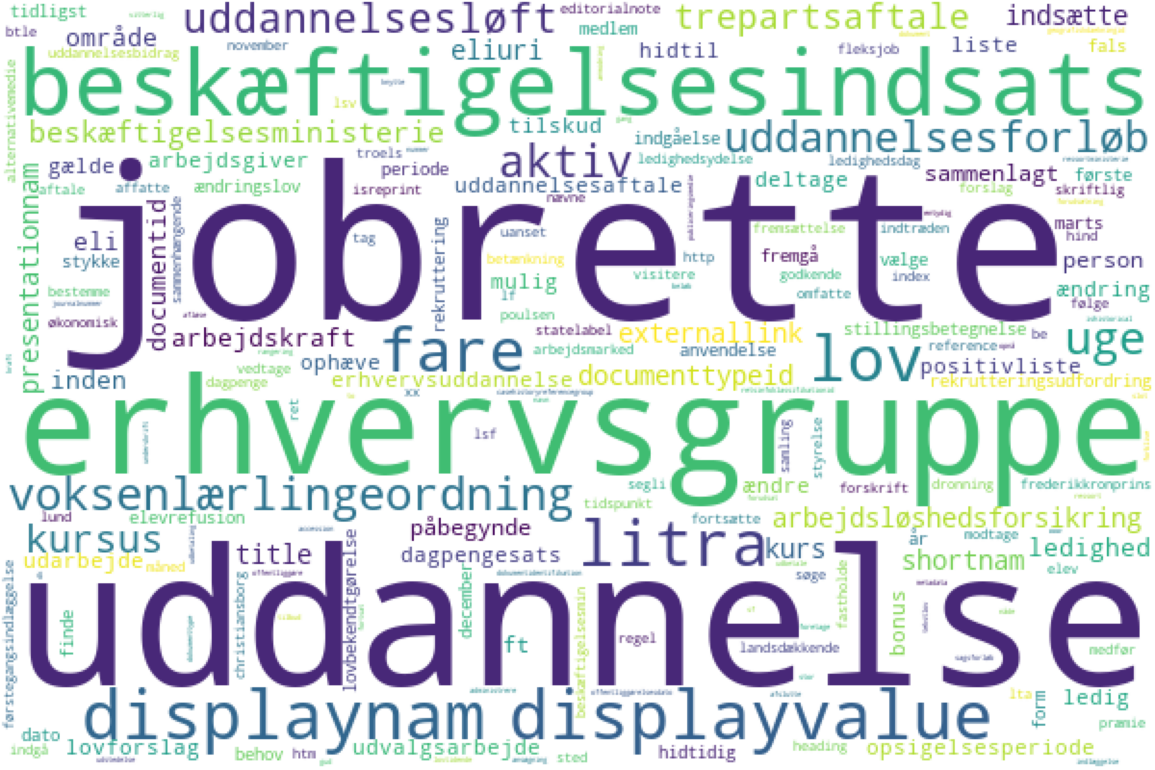 tidligst uddannelsesløft editorialnote trepartsaftale indsætte
btle område november eliuri medlem hidtil fleksjob liste fals
uddannelsesbidrag
beskæftigelsesindsats
lsv
alternativemedie beskæftigelsesministerie tilskud indgåelse uddannelsesforløb
gælde arbejdsgiver troels periode aktiv ledighedsydelse ledighedsdag sammenlagt første
aftale affatte ændringslov isreprint uddannelsesaftale nævne deltage forslag skriftlig
jobrette
presentationnam eli documentid sammenhængende tag rekruttering uanset http fremsættelse fremgå indtræden marts hind
stykke betænkning visitere godkende vælge index person
bestemme mulig omfatte ændring
økonomisk lf poulsen følge
arbejdskraft statelabel externallink stillingsbetegnelse be uge
ophæve fare arbejdsmarked anvendelse lov reference positivliste
inden vedtage dagpenge erhvervsuddannelse documenttypeid rekrutteringsudfordring
xx
erhvervsgruppe
ret lsf samling styrelse
voksenlærlingeordning segli ændre forskrift dronning frederikkronprins
tidspunkt
lund elevrefusion påbegynde litra fortsætte arbejdsløshedsforsikring
kursus title dagpengesats kurs år modtage ledighed
udarbejde måned søge shortnam elev
uddannelse
førstegangsindlæggelse finde christiansborg lovbekendtgørelse december ft regel landsdækkende fastholde bonus medfør
beskæftigelsesmin
displaynam displayvalue
lta form ledig
dato præmie
indgå lovforslag behov htm udvalgsarbejde sted hidtidig heading opsigelsesperiode